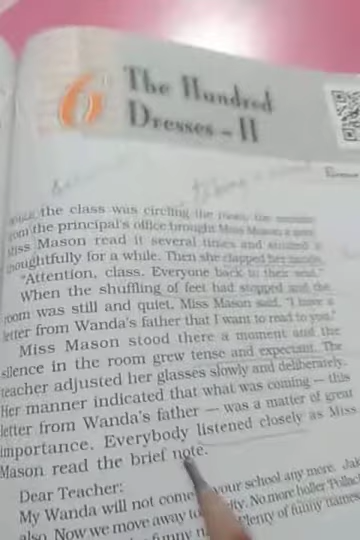 6
The Hundred
Dresses – II
the class was circling the room, the
from the principal's office brought Miss Mason a note.
Miss Mason read it several times and studied it
thoughtfully for a while. Then she clapped her hands.
"Attention, class. Everyone back to their seat."
When the shuffling of feet had stopped and the
room was still and quiet, Miss Mason said, "I have a
letter from Wanda's father that I want to read to you."
Miss Mason stood there a moment and the
silence in the room grew tense and expectant. The
teacher adjusted her glasses slowly and deliberately.
Her manner indicated that what was coming — this
letter from Wanda's father — was a matter of great
importance. Everybody listened closely as Miss
Mason read the brief note.
Dear Teacher:
My Wanda will not come your school any more.
also. Now we move away to city. No more holler
funny Plenty of funny names